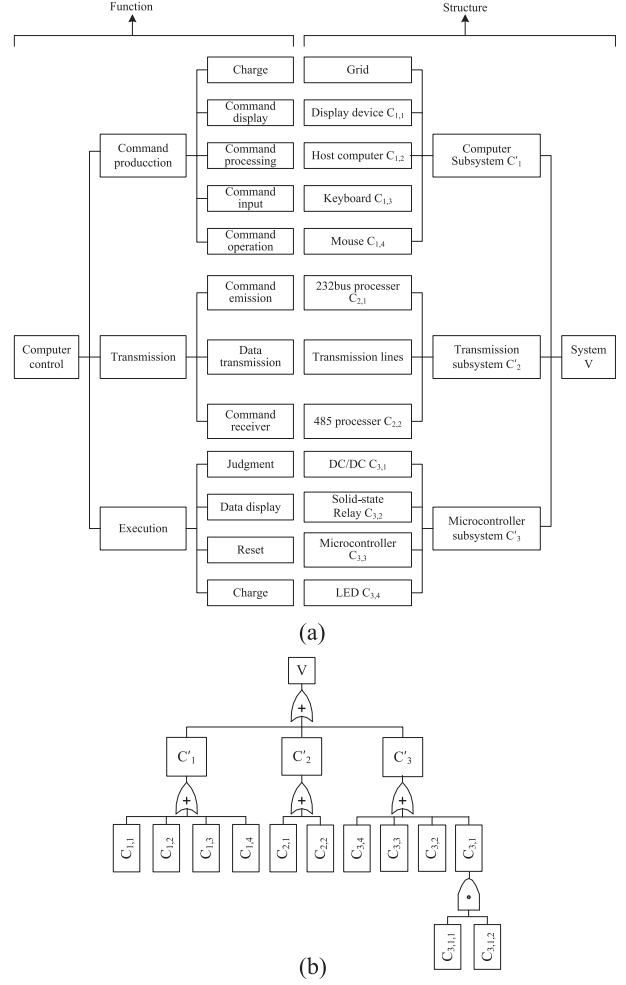 Function
Structure
Charge
Grid
Command
display
Display device C1,1
Command
producction
Command
processing
Host computer C1,2
Computer
Subsystem C′1
Command
input
Keyboard C1,3
Command
operation
Mouse C1,4
Command
emission
232bus processer
C2,1
Computer
control
Transmission
Data
transmission
Transmission lines
Transmission
subsystem C′2
System
V
Command
receiver
485 processer C2,2
Judgment
DC/DC C3,1
Data display
Solid-state
Relay C3,2
Execution
Microcontroller
subsystem C′3
Reset
Microcontroller
C3,3
Charge
LED C3,4
(a)
V
+
C′1
C′2
C′3
+
+
+
C1,1
C1,2
C1,3
C1,4
C2,1
C2,2
C3,4
C3,3
C3,2
C3,1
C3,1,1
C3,1,2
(b)